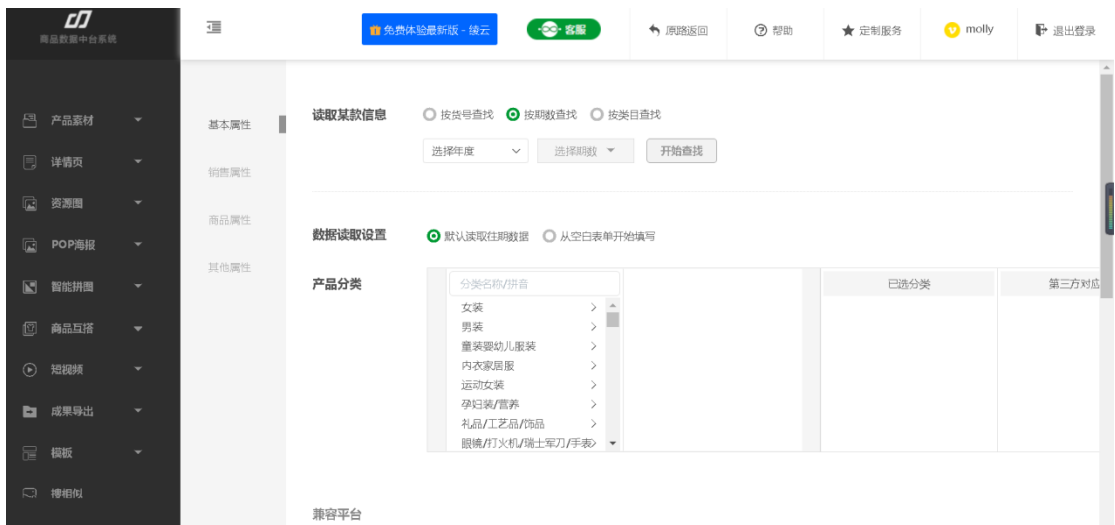 商品数据中台系统
免费体验最新版 - 绫云
客服
原路返回
帮助
定制服务
molly
退出登录
产品素材
详情页
资源图
POP海报
智能拼图
商品互搭
短视频
成果导出
模板
搜相似
基本属性
销售属性
商品属性
其他属性
读取某款信息
按货号查找 按期数查找 按类目查找
选择年度 选择期数 开始查找
数据读取设置
默认读取往期数据 从空白表单开始填写
产品分类
分类名称/拼音
女装
男装
童装婴幼儿服装
内衣家居服
运动女装
孕妇装/营养
礼品/工艺品/饰品
眼镜/打火机/瑞士军刀/手表
已选分类
第三方对应
兼容平台